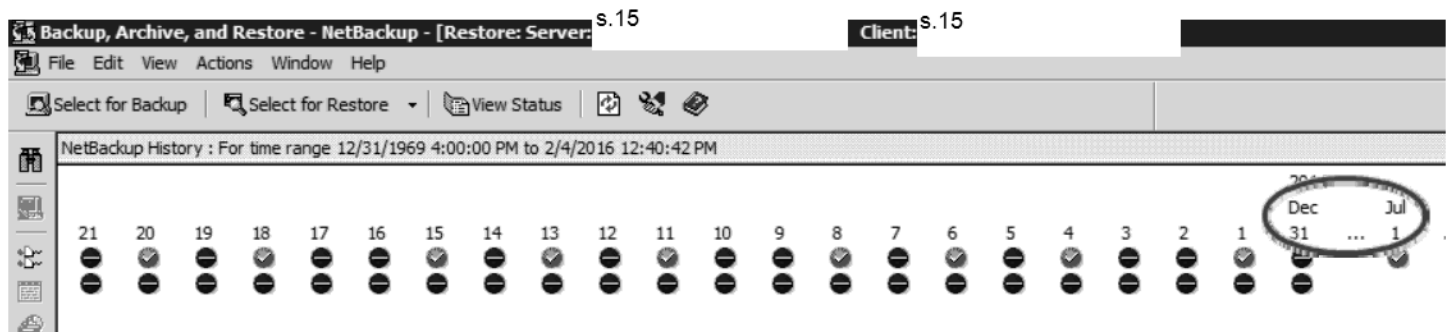 Backup, Archive, and Restore - NetBackup - [Restore: Server: s.15 Client: s.15
File Edit View Actions Window Help
Select for Backup Select for Restore View Status
NetBackup History : For time range 12/31/1969 4:00:00 PM to 2/4/2016 12:40:42 PM
Dec Jul
21 20 19 18 17 16 15 14 13 12 11 10 9 8 7 6 5 4 3 2 1 31 ... 1 .